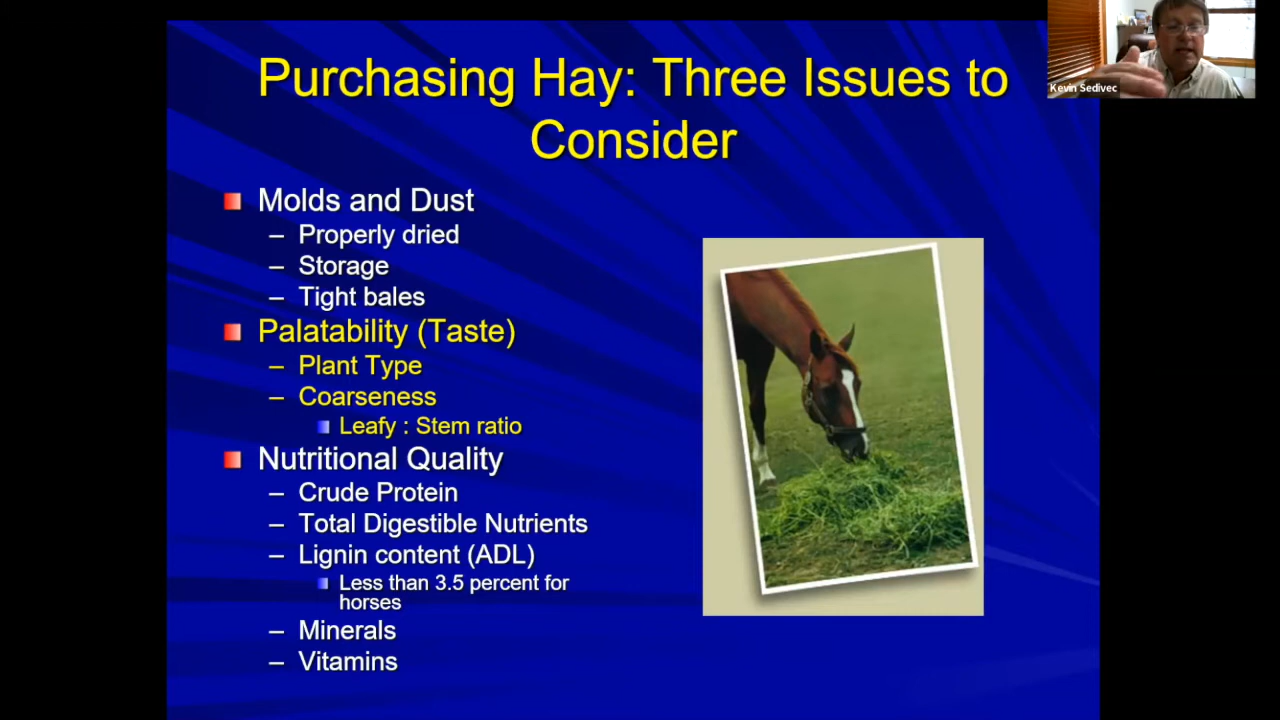 Purchasing Hay: Three Issues to
Consider
Kevin Sedivec
Molds and Dust
– Properly dried
– Storage
– Tight bales
Palatability (Taste)
– Plant Type
– Coarseness
Leafy : Stem ratio
Nutritional Quality
– Crude Protein
– Total Digestible Nutrients
– Lignin content (ADL)
Less than 3.5 percent for
horses
– Minerals
– Vitamins